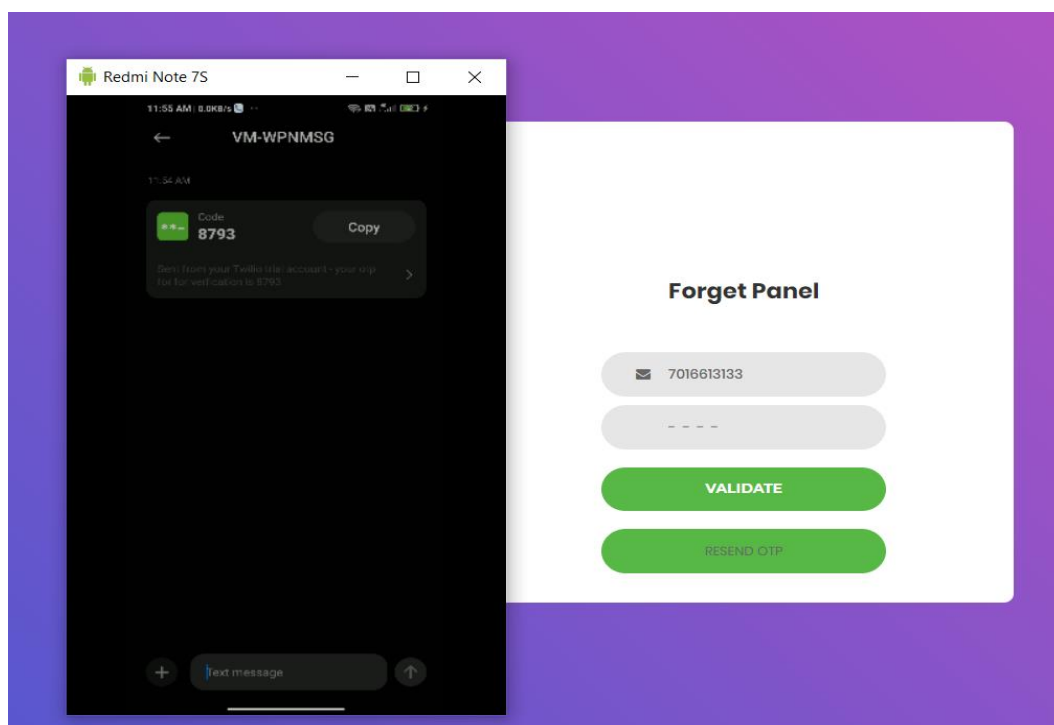 Redmi Note 7S
11:55 AM | 0.0KB/s
VM-WPNMSG
11:54 AM
Code
8793
Copy
Sent from your Twilio trial account - your otp
for for verfication is 8793
Text message
Forget Panel
7016613133
- - - -
VALIDATE
RESEND OTP